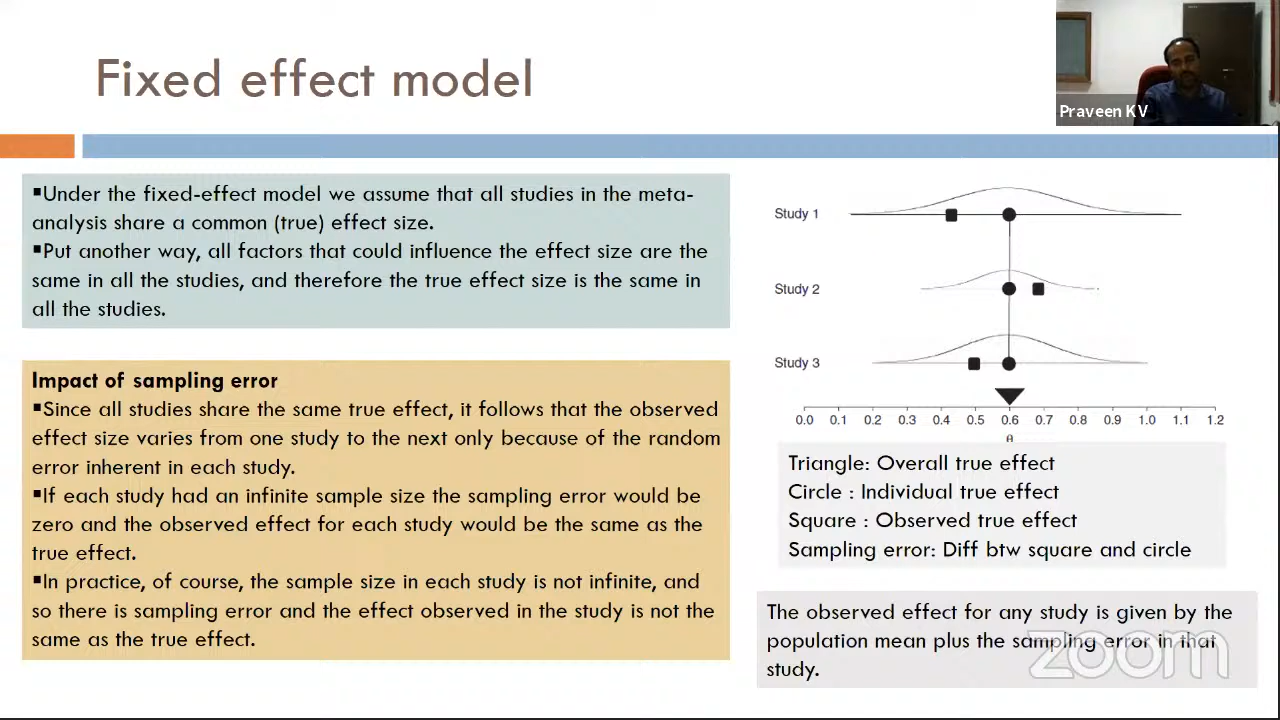 Fixed effect model
Praveen KV
▪Under the fixed-effect model we assume that all studies in the meta-
analysis share a common (true) effect size.
▪Put another way, all factors that could influence the effect size are the
same in all the studies, and therefore the true effect size is the same in
all the studies.
Impact of sampling error
▪Since all studies share the same true effect, it follows that the observed
effect size varies from one study to the next only because of the random
error inherent in each study.
▪If each study had an infinite sample size the sampling error would be
zero and the observed effect for each study would be the same as the
true effect.
▪In practice, of course, the sample size in each study is not infinite, and
so there is sampling error and the effect observed in the study is not the
same as the true effect.
Study 1
Study 2
Study 3
0.0 0.1 0.2 0.3 0.4 0.5 0.6 0.7 0.8 0.9 1.0 1.1 1.2
θ
Triangle: Overall true effect
Circle : Individual true effect
Square : Observed true effect
Sampling error: Diff btw square and circle
The observed effect for any study is given by the
population mean plus the sampling error in that
study.
zoom